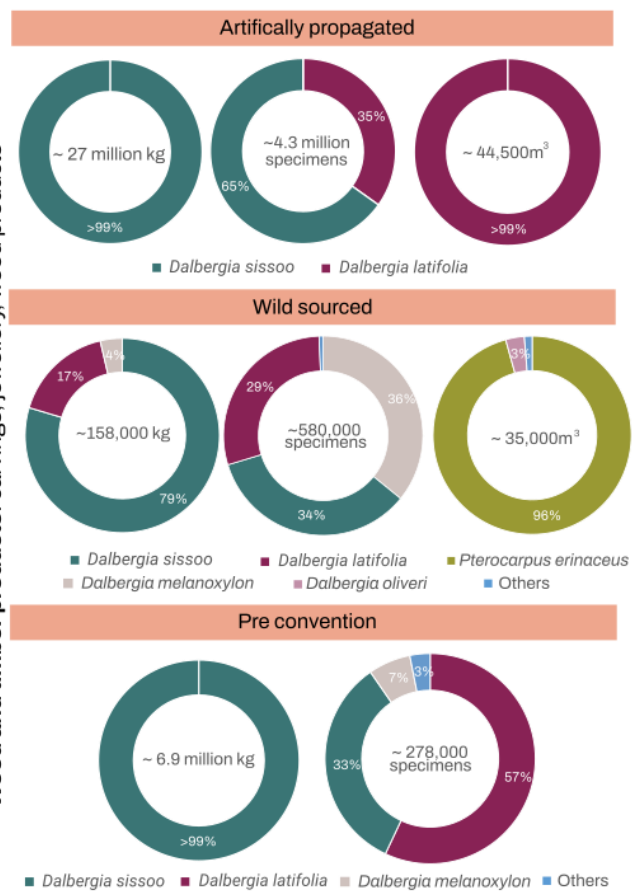 Artifically propagated
~ 27 million kg
>99%
~4.3 million
specimens
35%
65%
~ 44,500m³
>99%
Dalbergia sissoo
Dalbergia latifolia
Wild sourced
~158,000 kg
4%
17%
79%
~580,000
specimens
29%
36%
34%
~ 35,000m³
3%
96%
Dalbergia sissoo
Dalbergia latifolia
Pterocarpus erinaceus
Dalbergia melanoxylon
Dalbergia oliveri
Others
Pre convention
~ 6.9 million kg
>99%
~ 278,000
specimens
7%
3%
33%
57%
Dalbergia sissoo
Dalbergia latifolia
Dalbergia melanoxylon
Others